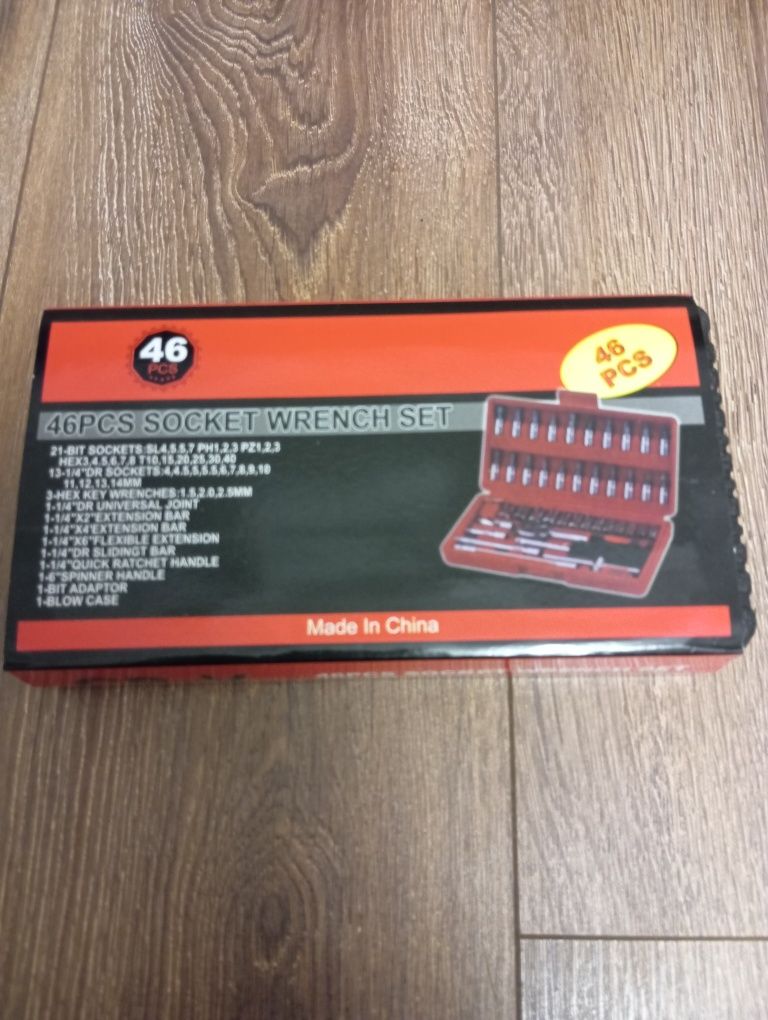 46
PCS
46
PCS
46PCS SOCKET WRENCH SET
21-BIT SOCKETS:SL4,5.5,7 PH1,2,3 PZ1,2,3
HEX3,4,5,6,7,8 T10,15,20,25,30,40
13-1/4"DR SOCKETS:4,4.5,5,5.5,6,7,8,9,10
11,12,13,14MM
3-HEX KEY WRENCHES:1.5,2.0,2.5MM
1-1/4"DR UNIVERSAL JOINT
1-1/4"X2"EXTENSION BAR
1-1/4"X4"EXTENSION BAR
1-1/4"X6"FLEXIBLE EXTENSION
1-1/4"DR SLIDINGT BAR
1-1/4"QUICK RATCHET HANDLE
1-6"SPINNER HANDLE
1-BIT ADAPTOR
1-BLOW CASE
Made In China